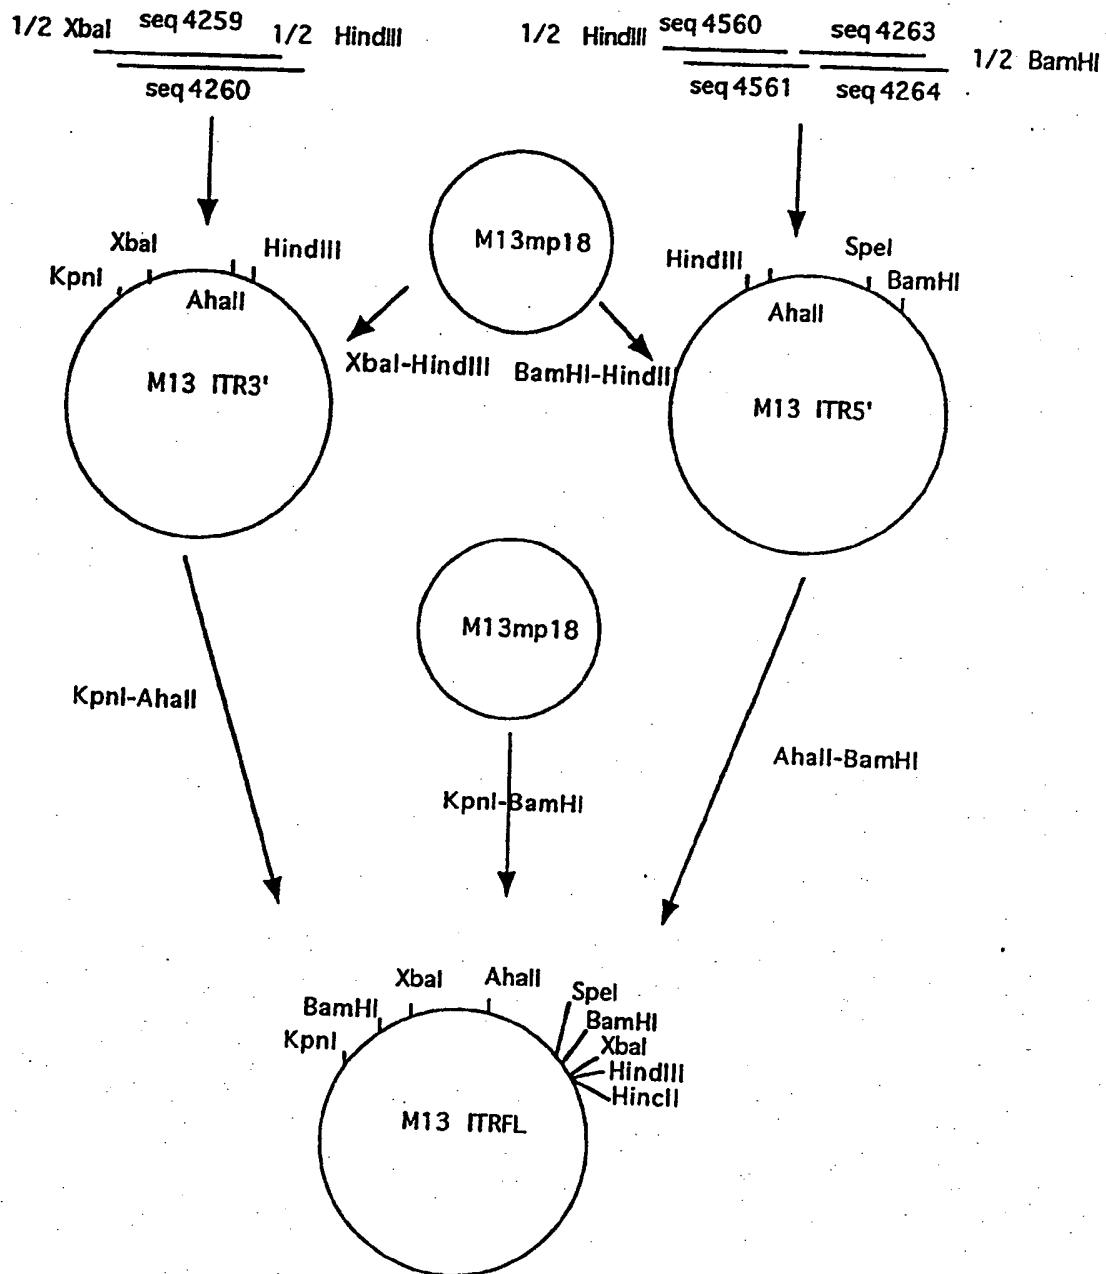 1/2 XbaI seq 4259 1/2 HindIII
seq 4260
1/2 HindIII seq 4560 seq 4263 1/2 BamHI
seq 4561 seq 4264
M13mp18
KpnI XbaI HindIII
AhaII
M13 ITR3'
XbaI-HindIII
BamHI-HindII
HindIII SpeI BamHI
AhaII
M13 ITR5'
M13mp18
KpnI-AhaII
KpnI-BamHI
AhaII-BamHI
KpnI BamHI XbaI AhaII SpeI
BamHI
XbaI
HindIII
HincII
M13 ITRFL